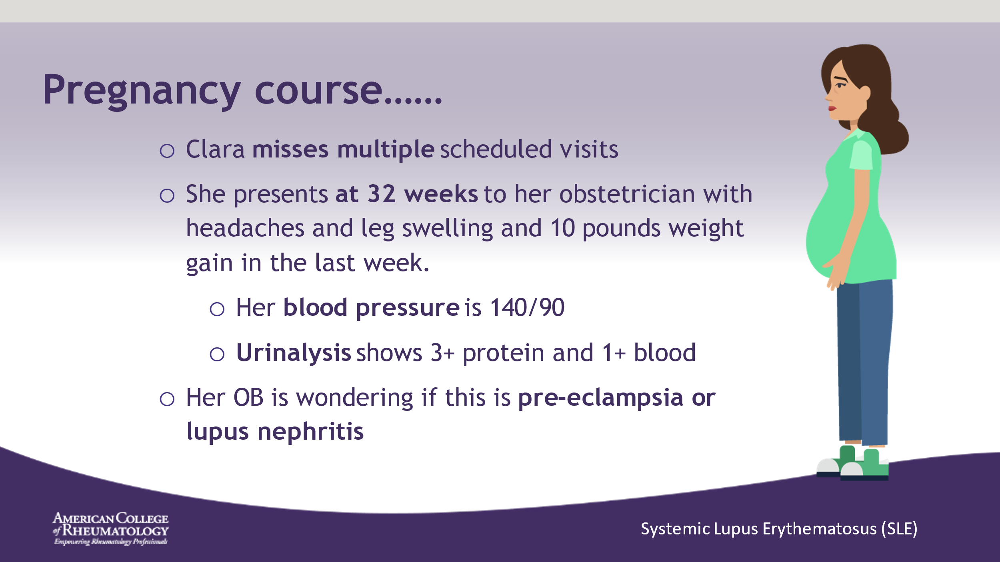 Pregnancy course......
○ Clara misses multiple scheduled visits
○ She presents at 32 weeks to her obstetrician with
headaches and leg swelling and 10 pounds weight
gain in the last week.
○ Her blood pressure is 140/90
○ Urinalysis shows 3+ protein and 1+ blood
○ Her OB is wondering if this is pre-eclampsia or
lupus nephritis
AMERICAN COLLEGE
of RHEUMATOLOGY
Empowering Rheumatology Professionals
Systemic Lupus Erythematosus (SLE)